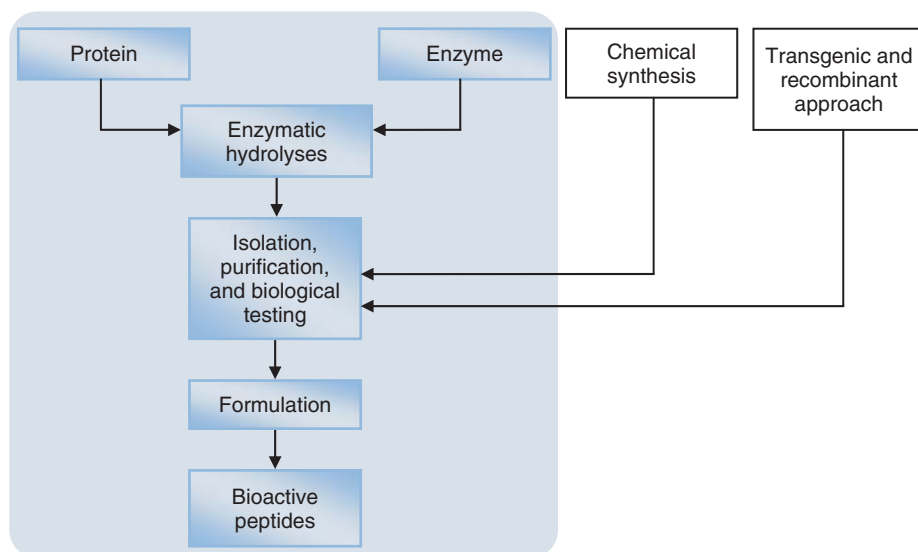 Protein
Enzyme
Chemical
synthesis
Transgenic and
recombinant
approach
Enzymatic
hydrolyses
Isolation,
purification,
and biological
testing
Formulation
Bioactive
peptides